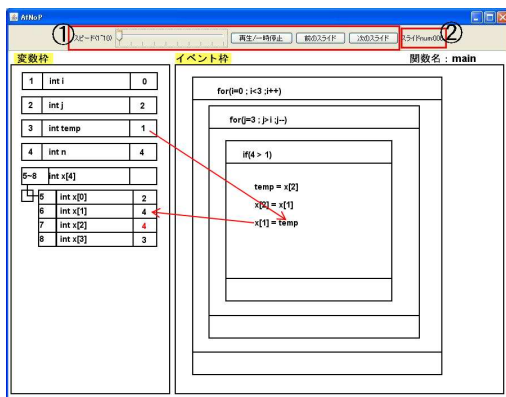 AtNoP
① スピード(1~10) 再生/一時停止 前のスライド 次のスライド スライドnum000 ②
変数枠 イベント枠 関数名：main
1 int i 0
2 int j 2
3 int temp 1
4 int n 4
5~8 int x[4]
5 int x[0] 2
6 int x[1] 4
7 int x[2] 4
8 int x[3] 3
for(i=0 ; i<3 ;i++)
for(j=3 ; j>i ;j--)
if(4 > 1)
temp = x[2]
x[2] = x[1]
x[1] = temp